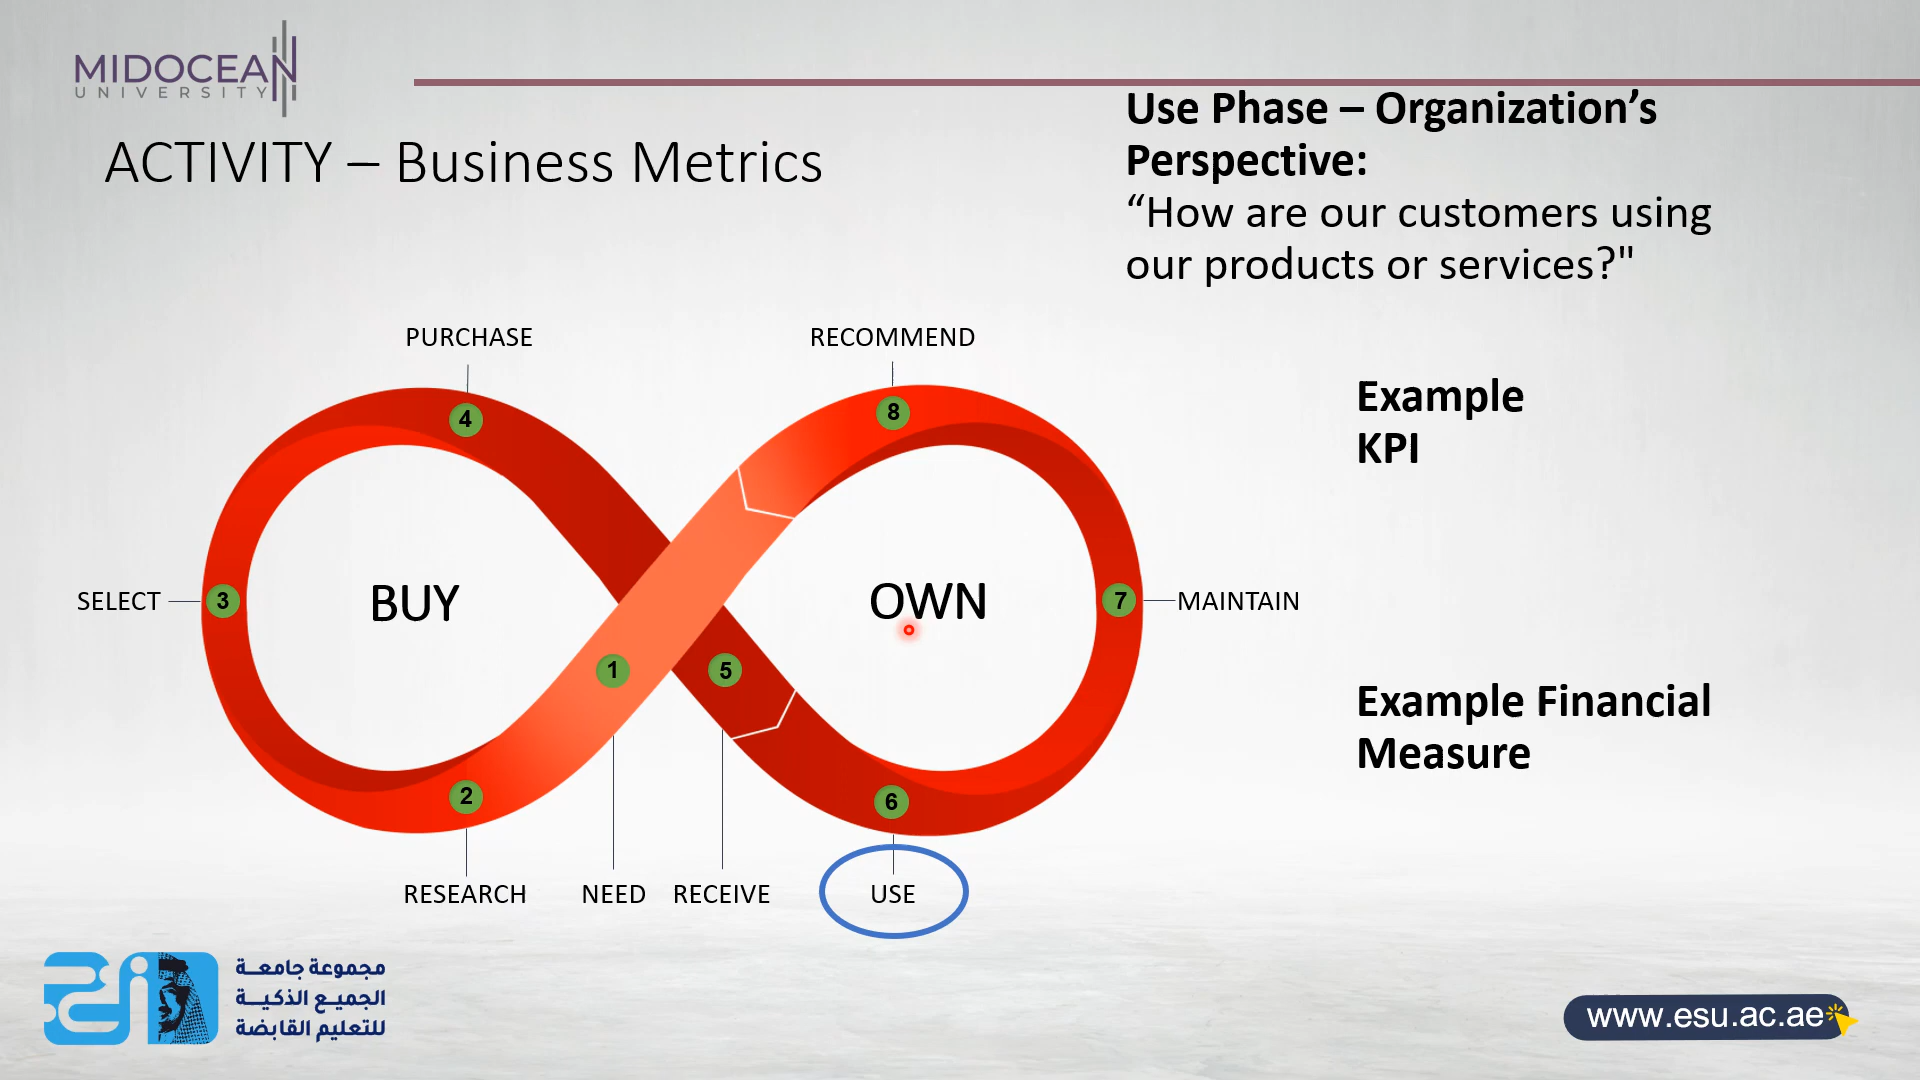 MIDOCEAN
UNIVERSITY
ACTIVITY – Business Metrics
Use Phase – Organization’s
Perspective:
“How are our customers using
our products or services?"
PURCHASE
RECOMMEND
4
8
Example
KPI
SELECT
3
BUY
OWN
7
MAINTAIN
1
5
Example Financial
Measure
2
6
RESEARCH
NEED
RECEIVE
USE
مجموعة جامعة
الجميع الذكية
للتعليم القابضة
www.esu.ac.ae